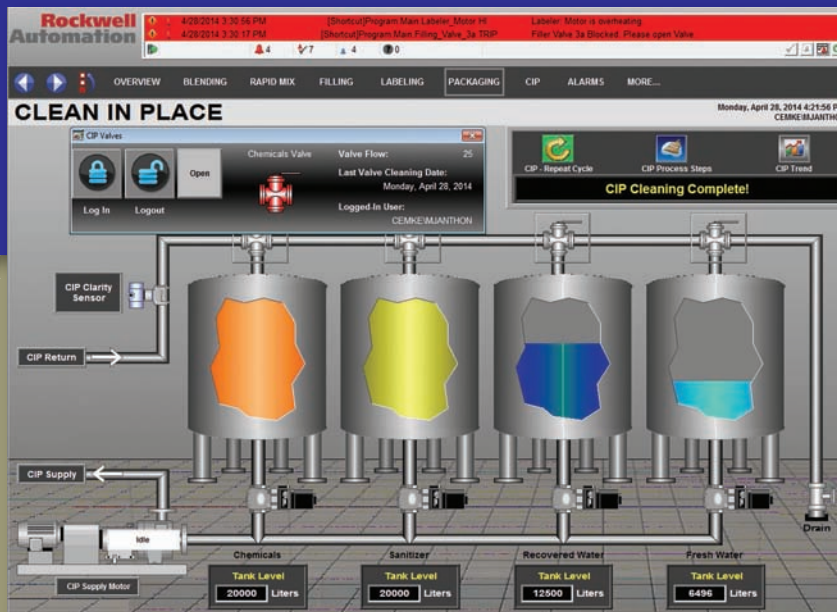 Rockwell Automation
4/28/2014 3:30:56 PM [Shortcut]Program:Main.Labeler_Motor HI Labeler: Motor is overheating
4/28/2014 3:30:17 PM [Shortcut]Program:Main.Filling_Valve_3a TRIP Filler Valve 3a Blocked. Please open Valve
4 7 4 0
OVERVIEW BLENDING RAPID MIX FILLING LABELING PACKAGING CIP ALARMS MORE...
CLEAN IN PLACE
Monday, April 28, 2014 4:21:56 P
CEMKE\MJANTHON
CIP Valves
Open
Log In Logout
Chemicals Valve
Valve Flow: 25
Last Valve Cleaning Date:
Monday, April 28, 2014
Logged-In User:
CEMKE\MJANTHON
CIP - Repeat Cycle CIP Process Steps CIP Trend
CIP Cleaning Complete!
CIP Clarity
Sensor
CIP Return
CIP Supply
Idle
CIP Supply Motor
Drain
Chemicals Sanitizer Recovered Water Fresh Water
Tank Level Tank Level Tank Level Tank Level
20000 Liters 20000 Liters 12500 Liters 6496 Liters